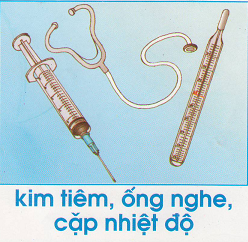 kim tiêm, ống nghe,
cặp nhiệt độ